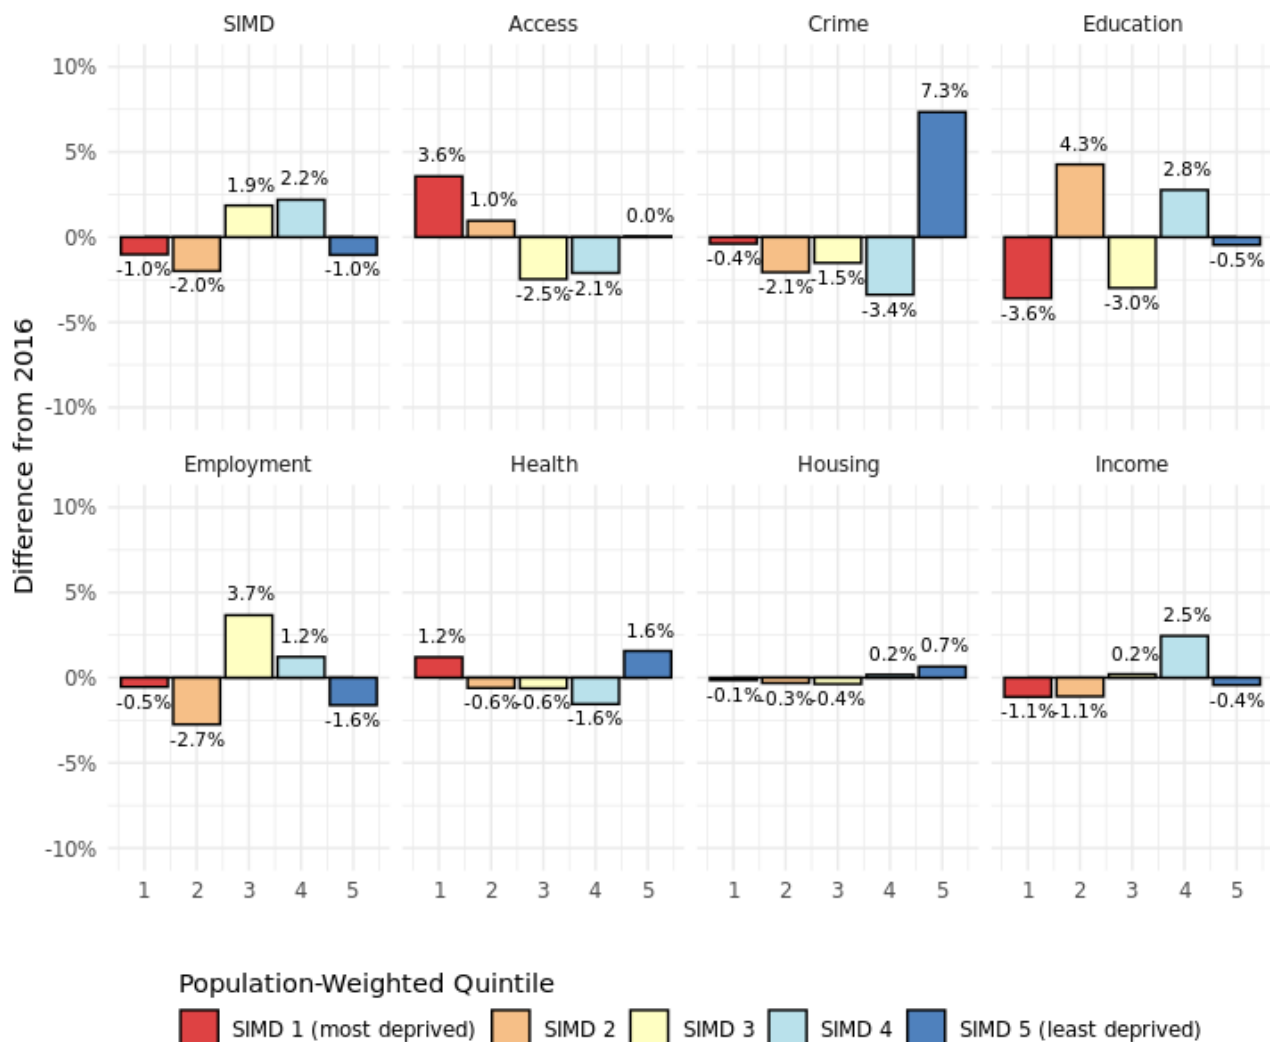 SIMD Access Crime Education
10%
5%
0%
-5%
-10%
-1.0% -2.0% 1.9% 2.2% -1.0%
3.6% 1.0% -2.5% -2.1% 0.0%
-0.4% -2.1% -1.5% -3.4% 7.3%
-3.6% 4.3% -3.0% 2.8% -0.5%
Difference from 2016
Employment Health Housing Income
10%
5%
0%
-5%
-10%
-0.5% -2.7% 3.7% 1.2% -1.6%
1.2% -0.6% -0.6% -1.6% 1.6%
-0.1% -0.3% -0.4% 0.2% 0.7%
-1.1% -1.1% 0.2% 2.5% -0.4%
1 2 3 4 5 1 2 3 4 5 1 2 3 4 5 1 2 3 4 5
Population-Weighted Quintile
SIMD 1 (most deprived) SIMD 2 SIMD 3 SIMD 4 SIMD 5 (least deprived)